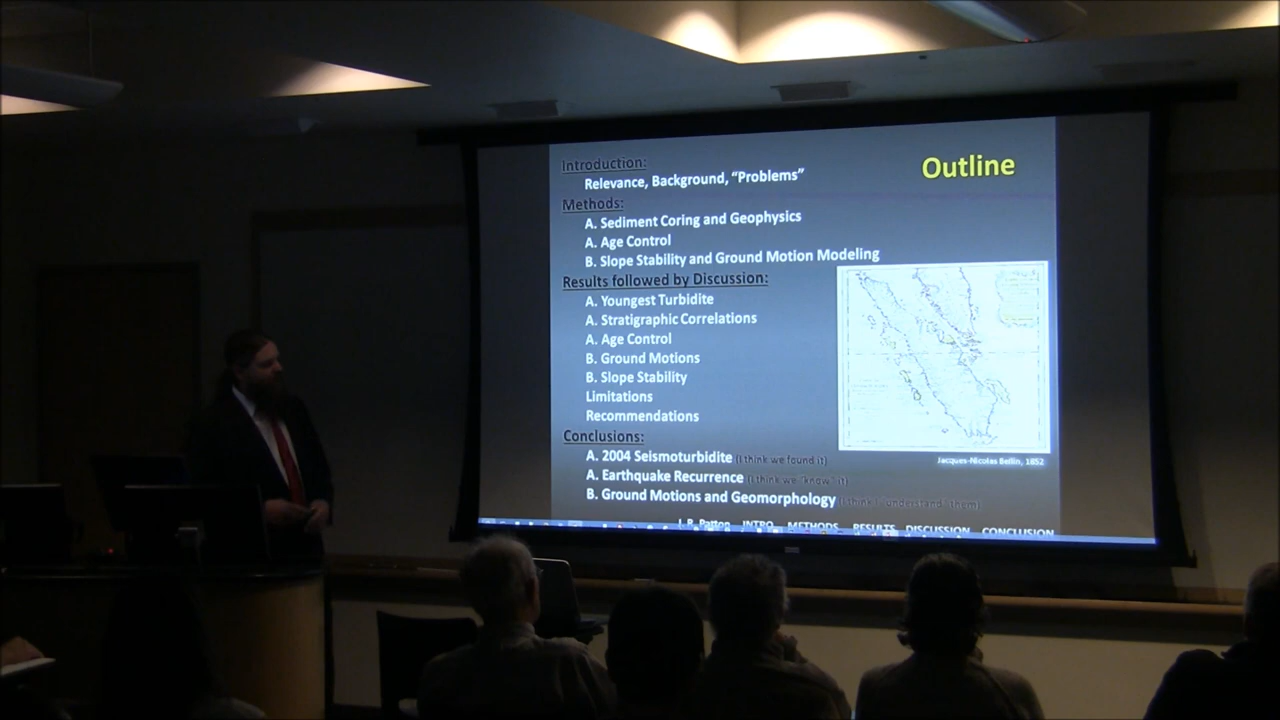 Outline
Introduction:
Relevance, Background, “Problems”
Methods:
A. Sediment Coring and Geophysics
A. Age Control
B. Slope Stability and Ground Motion Modeling
Results followed by Discussion:
A. Youngest Turbidite
A. Stratigraphic Correlations
A. Age Control
B. Ground Motions
B. Slope Stability
Limitations
Recommendations
Conclusions:
A. 2004 Seismoturbidite (I think we found it)
A. Earthquake Recurrence (I think we "know" it)
B. Ground Motions and Geomorphology (I think I "understand" them)
Jacques-Nicolas Bellin, 1852
J. R. Patton INTRO METHODS RESULTS DISCUSSION CONCLUSION